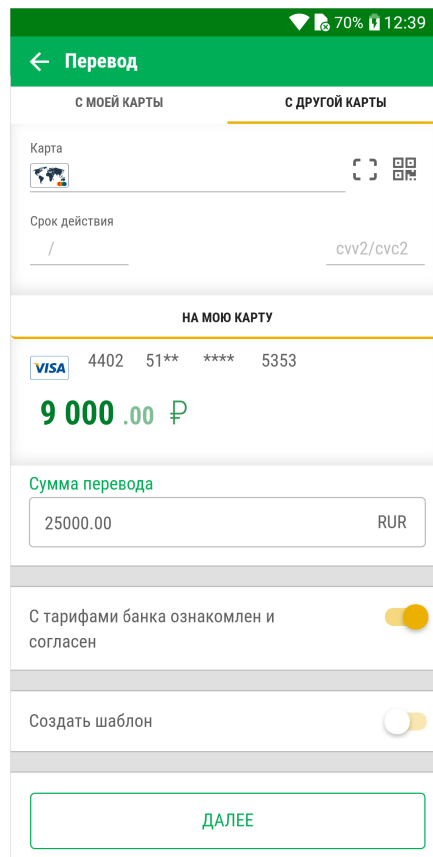 70% 12:39
Перевод
С МОЕЙ КАРТЫ С ДРУГОЙ КАРТЫ
Карта
Срок действия
/ cvv2/cvc2
НА МОЮ КАРТУ
VISA 4402 51** **** 5353
9 000 .00 ₽
Сумма перевода
25000.00 RUR
С тарифами банка ознакомлен и
согласен
Создать шаблон
ДАЛЕЕ